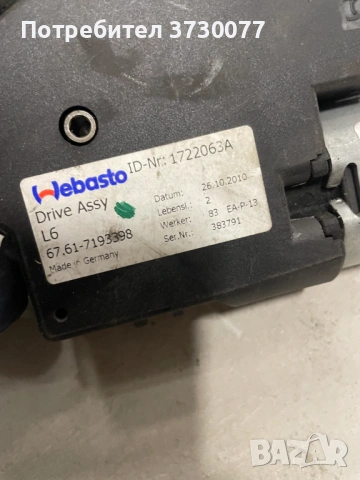 Потребител 3730077
ID-Nr: 1722063A
Webasto
Drive Assy
L6
67.61-7193398
Made in Germany
Datum: 26.10.2010
Lebensl.: 2
Werker: 83 EA-P-13
Ser.Nr.: 383791
BAZAR